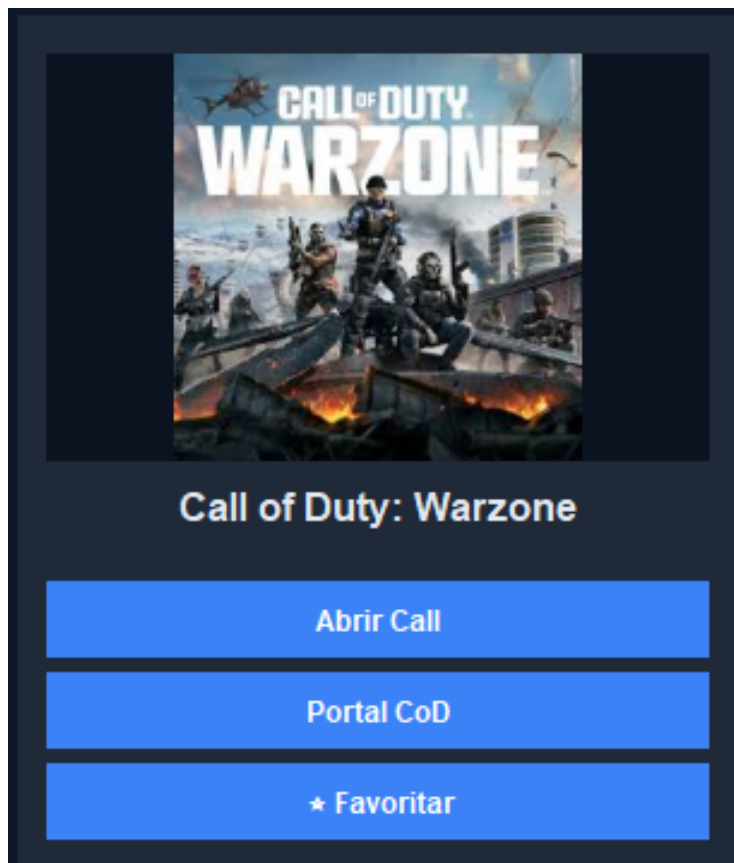 CALL OF DUTY
WARZONE
Call of Duty: Warzone
Abrir Call
Portal CoD
★ Favoritar